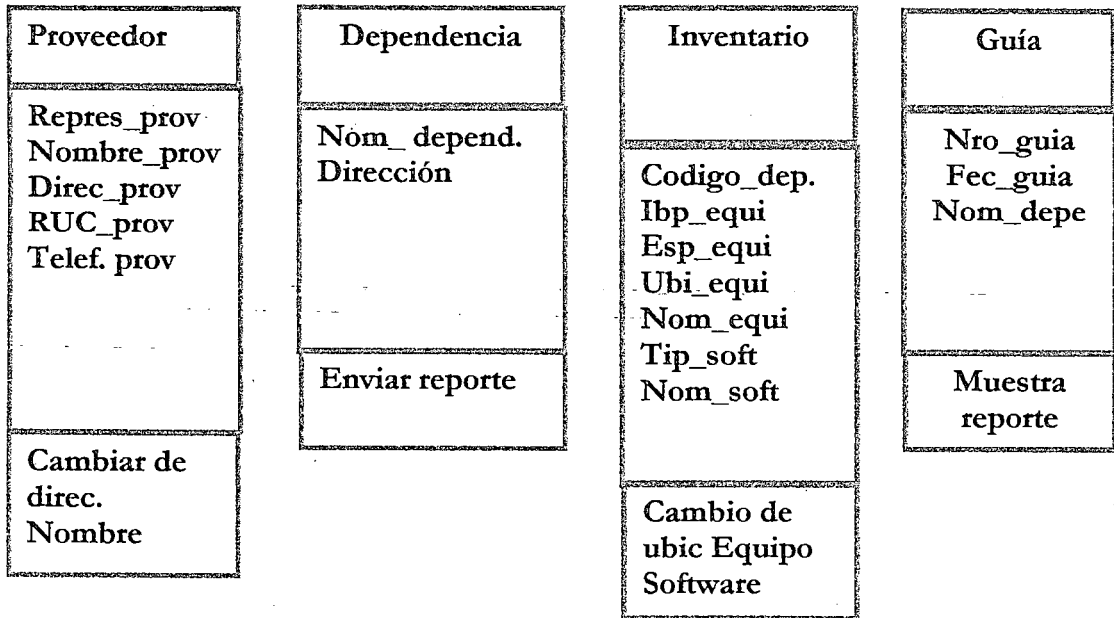 Proveedor
Repres_prov
Nombre_prov
Direc_prov
RUC_prov
Telef. prov
Cambiar de
direc.
Nombre
Dependencia
Nom_ depend.
Dirección
Enviar reporte
Inventario
Codigo_dep.
Ibp_equi
Esp_equi
Ubi_equi
Nom_equi
Tip_soft
Nom_soft
Cambio de
ubic Equipo
Software
Guía
Nro_guia
Fec_guia
Nom_depe
Muestra
reporte